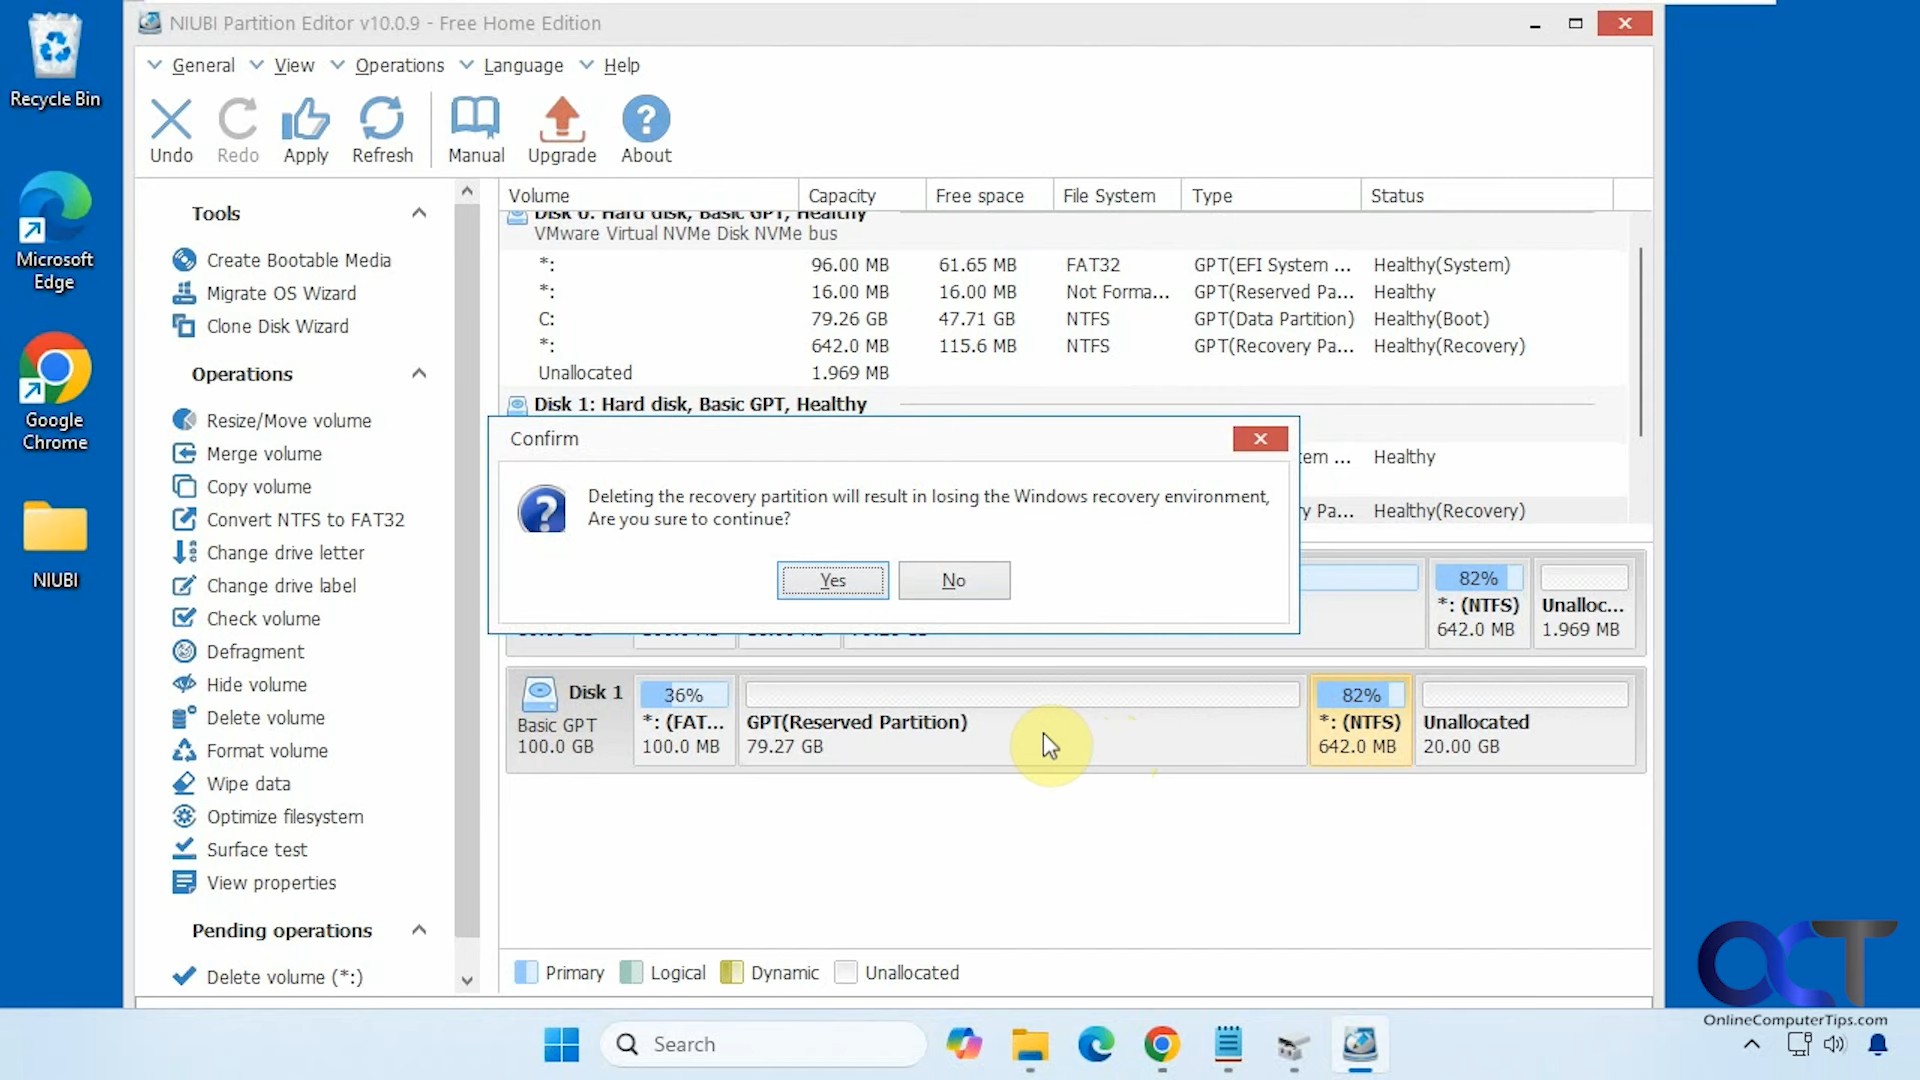 NIUBI Partition Editor v10.0.9 - Free Home Edition
Recycle Bin
Microsoft
Edge
Google
Chrome
NIUBI
General View Operations Language Help
Undo Redo Apply Refresh Manual Upgrade About
Tools
Create Bootable Media
Migrate OS Wizard
Clone Disk Wizard
Operations
Resize/Move volume
Merge volume
Copy volume
Convert NTFS to FAT32
Change drive letter
Change drive label
Check volume
Defragment
Hide volume
Delete volume
Format volume
Wipe data
Optimize filesystem
Surface test
View properties
Pending operations
Delete volume (*:)
Volume Capacity Free space File System Type Status
Disk 0: Hard disk, Basic GPT, Healthy
VMware Virtual NVMe Disk NVMe bus
*: 96.00 MB 61.65 MB FAT32 GPT(EFI System ... Healthy(System)
*: 16.00 MB 16.00 MB Not Forma... GPT(Reserved Pa... Healthy
C: 79.26 GB 47.71 GB NTFS GPT(Data Partition) Healthy(Boot)
*: 642.0 MB 115.6 MB NTFS GPT(Recovery Pa... Healthy(Recovery)
Unallocated 1.969 MB
Disk 1: Hard disk, Basic GPT, Healthy
... Healthy
Pa... Healthy(Recovery)
Confirm
Deleting the recovery partition will result in losing the Windows recovery environment,
Are you sure to continue?
Yes No
82%
*: (NTFS) Unalloc...
642.0 MB 1.969 MB
Disk 1 36% 82%
Basic GPT *: (FAT... GPT(Reserved Partition) *: (NTFS) Unallocated
100.0 GB 100.0 MB 79.27 GB 642.0 MB 20.00 GB
Primary Logical Dynamic Unallocated
OCT
OnlineComputerTips.com
Search